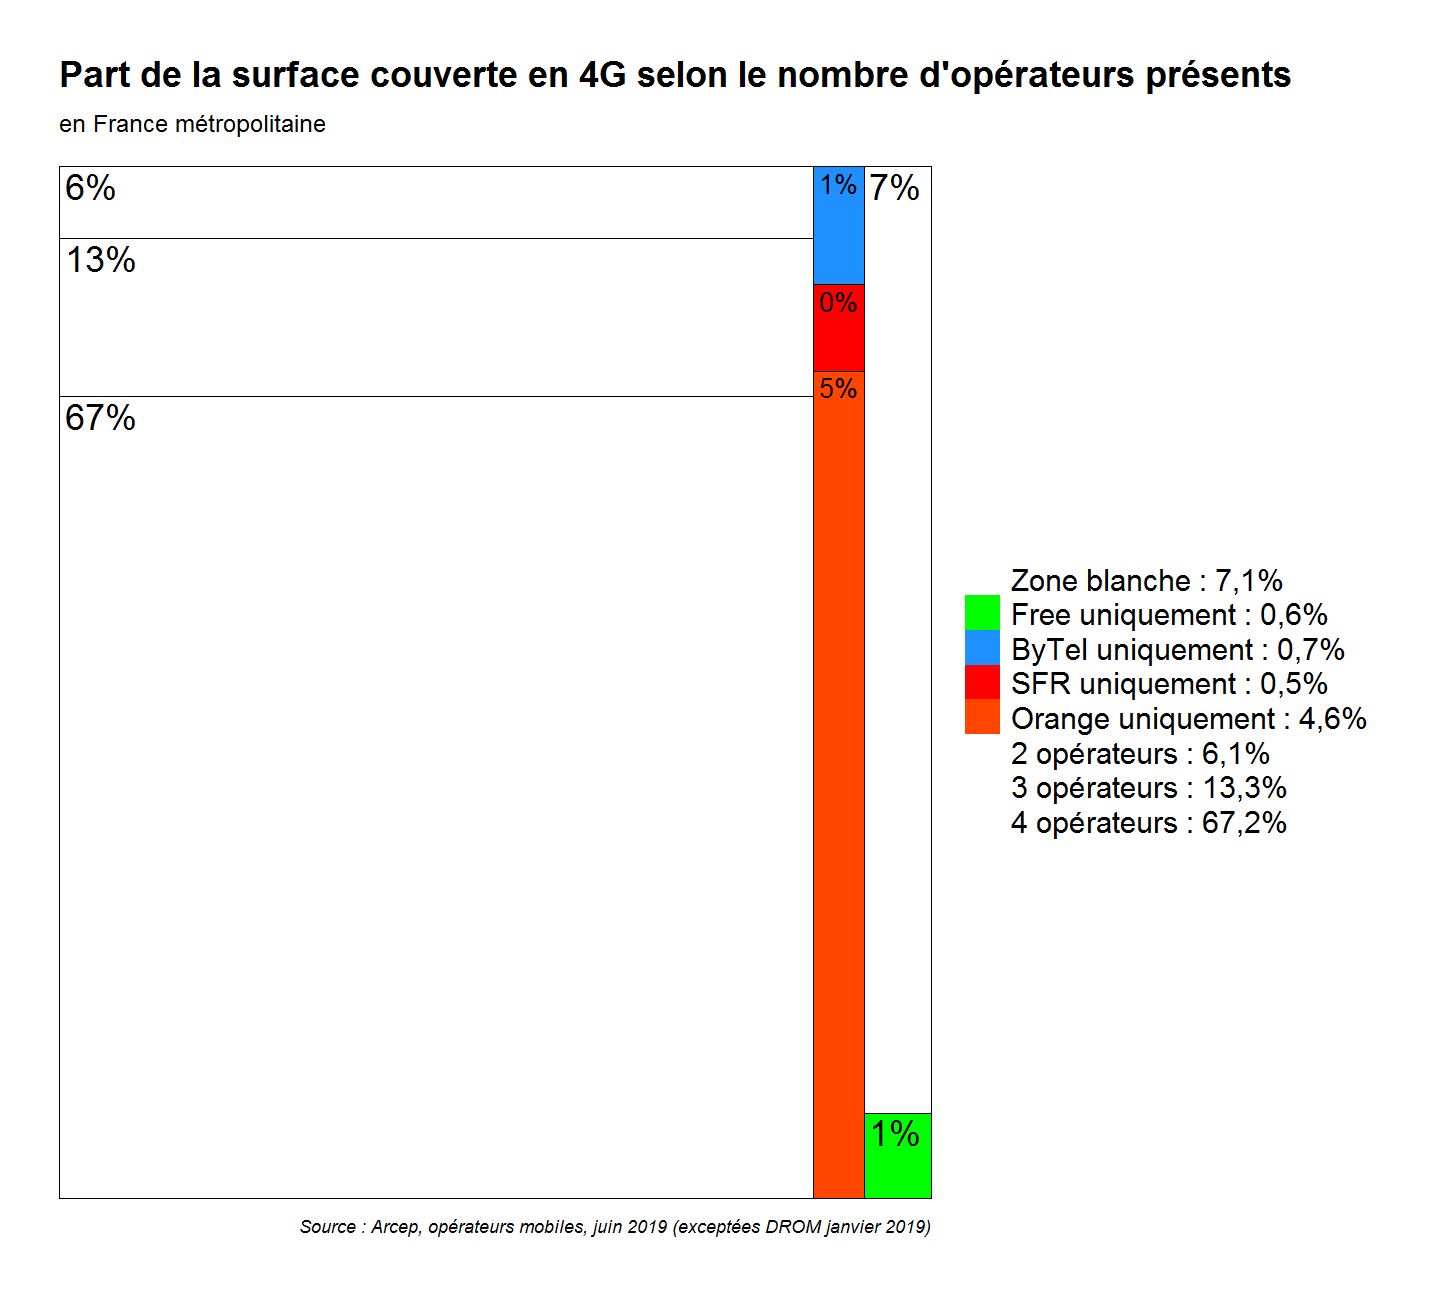 Part de la surface couverte en 4G selon le nombre d'opérateurs présents
en France métropolitaine
6%
1%
7%
13%
0%
5%
67%
1%
Zone blanche : 7,1%
Free uniquement : 0,6%
ByTel uniquement : 0,7%
SFR uniquement : 0,5%
Orange uniquement : 4,6%
2 opérateurs : 6,1%
3 opérateurs : 13,3%
4 opérateurs : 67,2%
Source : Arcep, opérateurs mobiles, juin 2019 (exceptées DROM janvier 2019)